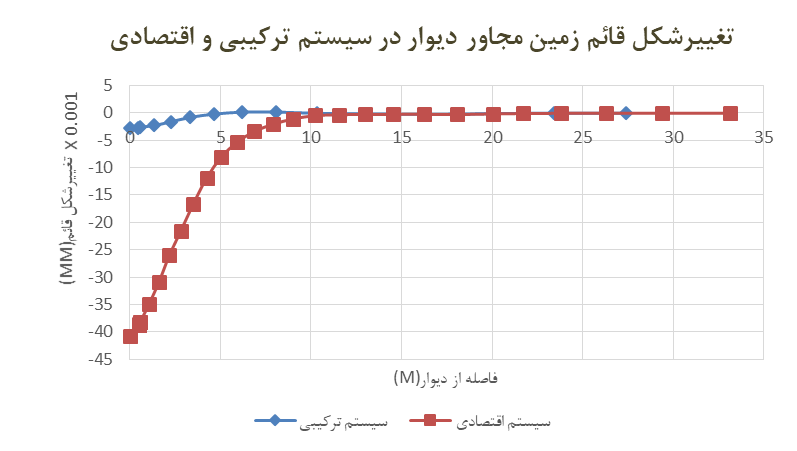 تغییرشکل قائم زمین مجاور دیوار در سیستم ترکیبی و اقتصادی
تغییرشکل قائم(MM) X 0.001
5
0
-5
-10
-15
-20
-25
-30
-35
-40
-45
0 5 10 15 20 25 30 35
فاصله از دیوار(M)
سیستم ترکیبی سیستم اقتصادی